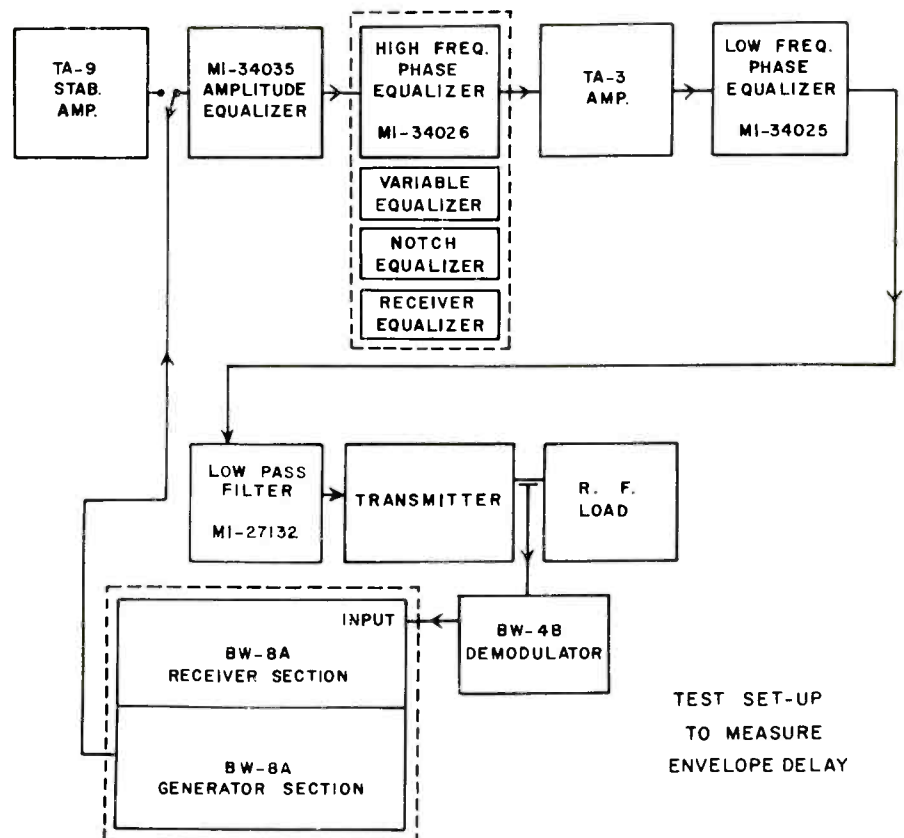 TA-9
STAB.
AMP.
MI-34035
AMPLITUDE
EQUALIZER
HIGH FREQ.
PHASE
EQUALIZER
MI-34026
VARIABLE
EQUALIZER
NOTCH
EQUALIZER
RECEIVER
EQUALIZER
TA-3
AMP.
LOW FREQ.
PHASE
EQUALIZER
MI-34025
LOW PASS
FILTER
MI-27132
TRANSMITTER
R. F.
LOAD
INPUT
BW-8A
RECEIVER SECTION
BW-8A
GENERATOR SECTION
BW-4B
DEMODULATOR
TEST SET-UP
TO MEASURE
ENVELOPE DELAY